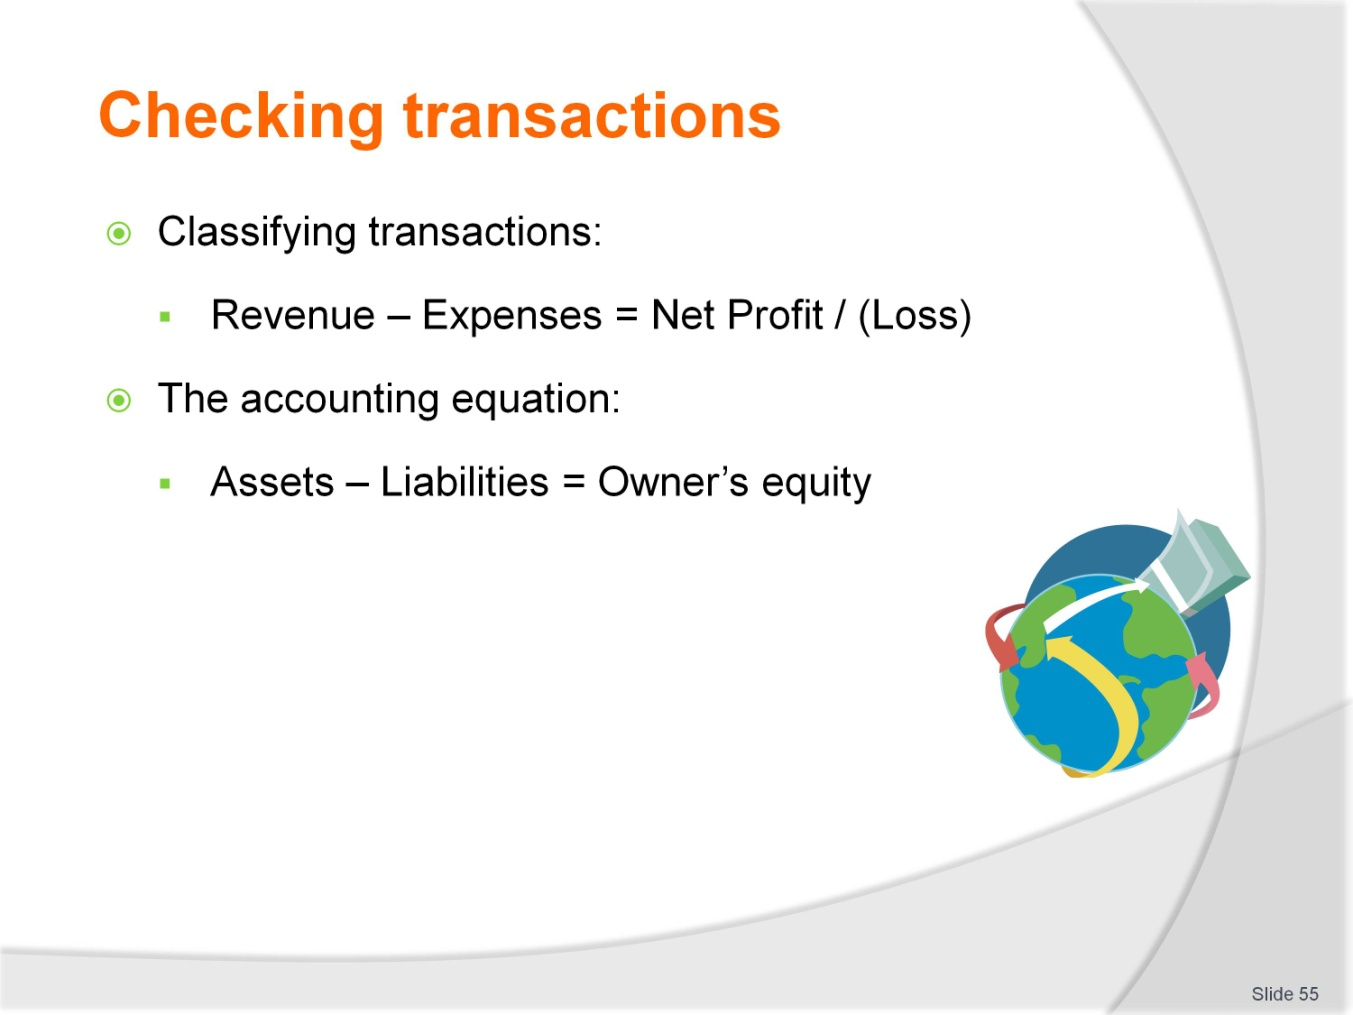 Checking transactions
Classifying transactions:
Revenue – Expenses = Net Profit / (Loss)
The accounting equation:
Assets – Liabilities = Owner’s equity
Slide 55